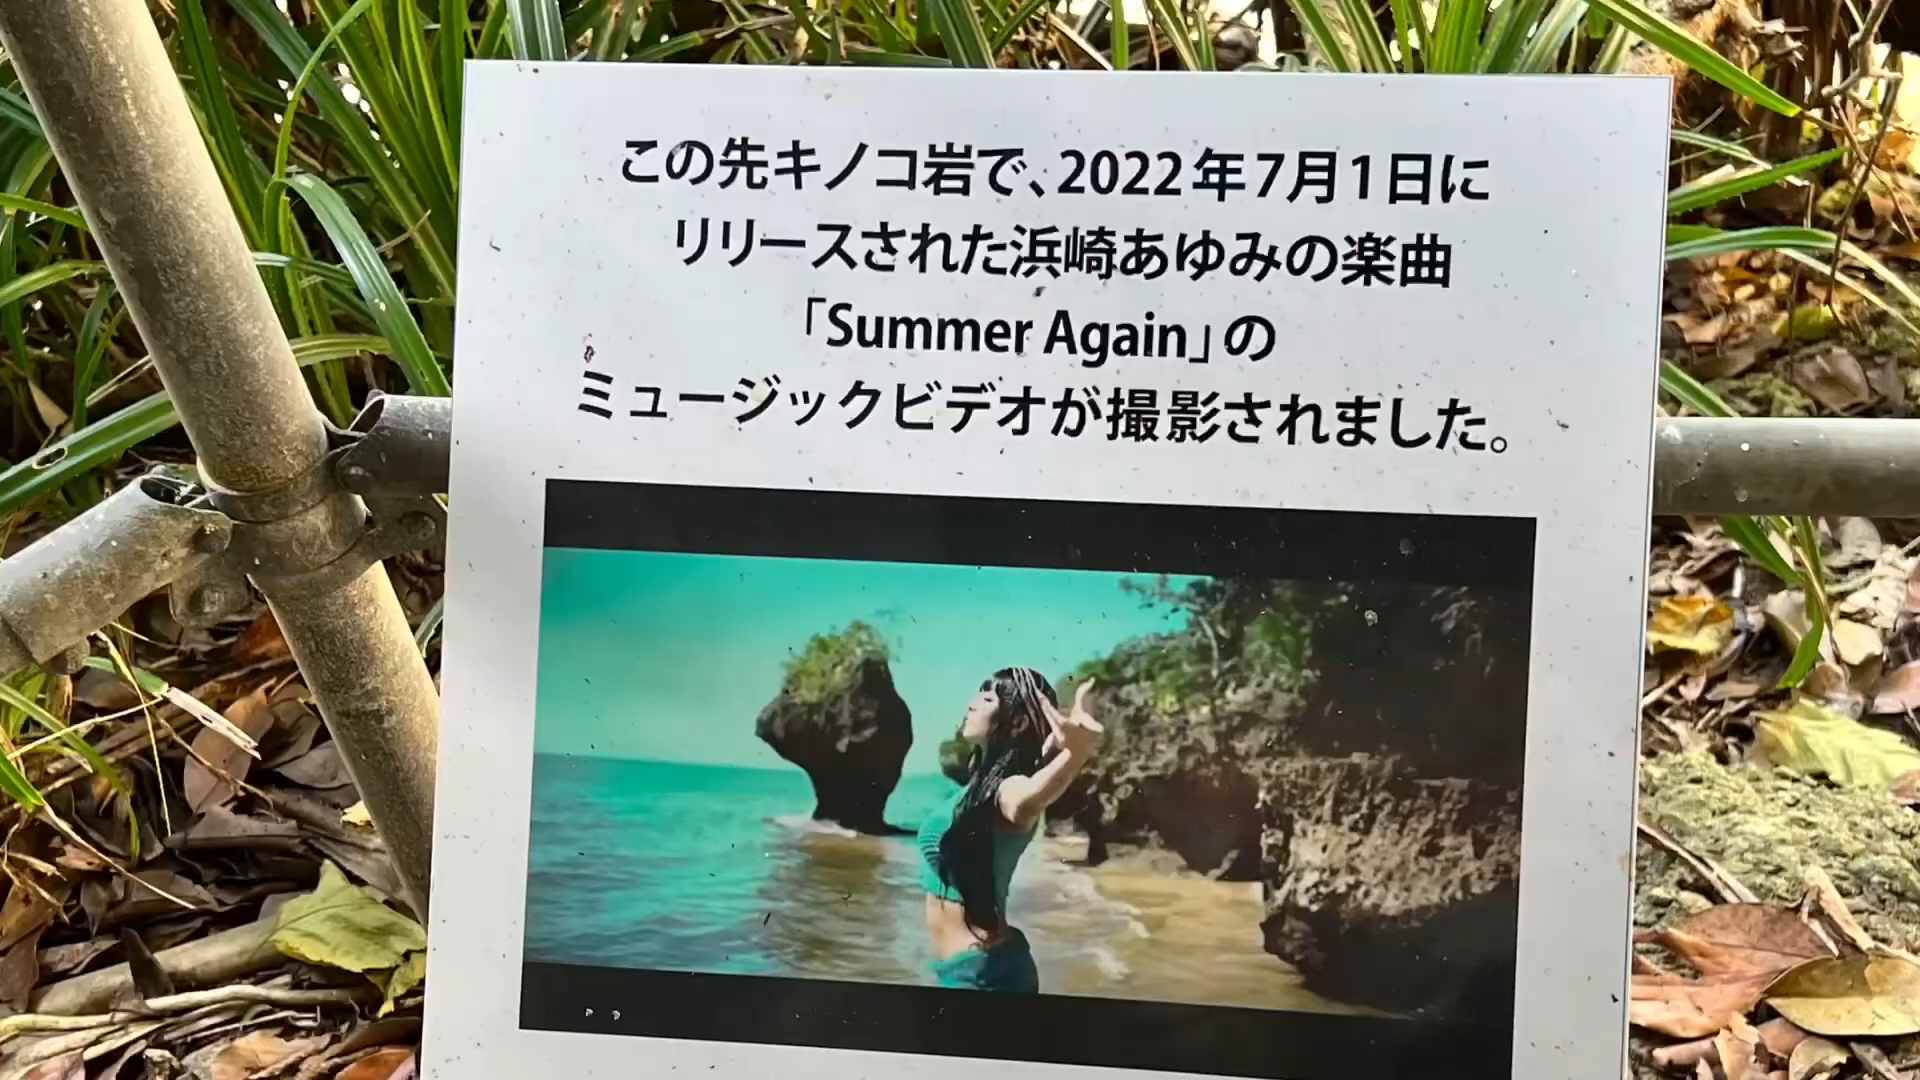 この先キノコ岩で、2022年7月1日に
リリースされた浜崎あゆみの楽曲
「Summer Again」の
ミュージックビデオが撮影されました。